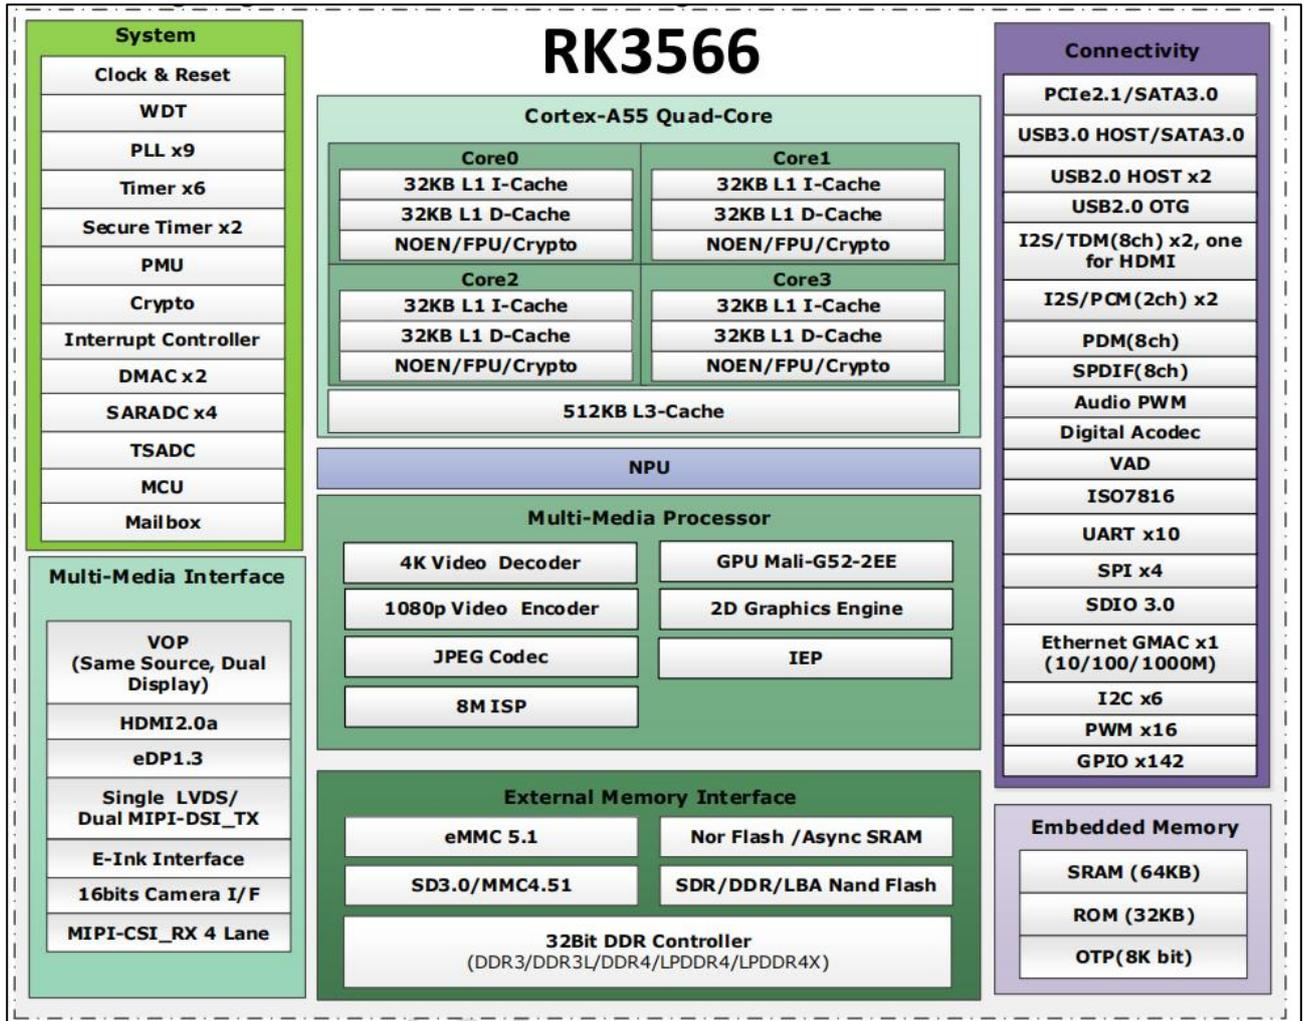 RK3566
System
Clock & Reset
WDT
PLL x9
Timer x6
Secure Timer x2
PMU
Crypto
Interrupt Controller
DMAC x2
SARADC x4
TSADC
MCU
Mailbox
Multi-Media Interface
VOP
(Same Source, Dual
Display)
HDMI2.0a
eDP1.3
Single LVDS/
Dual MIPI-DSI_TX
E-Ink Interface
16bits Camera I/F
MIPI-CSI_RX 4 Lane
Cortex-A55 Quad-Core
Core0
32KB L1 I-Cache
32KB L1 D-Cache
NOEN/FPU/Crypto
Core1
32KB L1 I-Cache
32KB L1 D-Cache
NOEN/FPU/Crypto
Core2
32KB L1 I-Cache
32KB L1 D-Cache
NOEN/FPU/Crypto
Core3
32KB L1 I-Cache
32KB L1 D-Cache
NOEN/FPU/Crypto
512KB L3-Cache
NPU
Multi-Media Processor
4K Video Decoder
1080p Video Encoder
JPEG Codec
8M ISP
GPU Mali-G52-2EE
2D Graphics Engine
IEP
External Memory Interface
eMMC 5.1
Nor Flash /Async SRAM
SD3.0/MMC4.51
SDR/DDR/LBA Nand Flash
32Bit DDR Controller
(DDR3/DDR3L/DDR4/LPDDR4/LPDDR4X)
Connectivity
PCIe2.1/SATA3.0
USB3.0 HOST/SATA3.0
USB2.0 HOST x2
USB2.0 OTG
I2S/TDM(8ch) x2, one
for HDMI
I2S/PCM(2ch) x2
PDM(8ch)
SPDIF(8ch)
Audio PWM
Digital Acodec
VAD
ISO7816
UART x10
SPI x4
SDIO 3.0
Ethernet GMAC x1
(10/100/1000M)
I2C x6
PWM x16
GPIO x142
Embedded Memory
SRAM (64KB)
ROM (32KB)
OTP(8K bit)